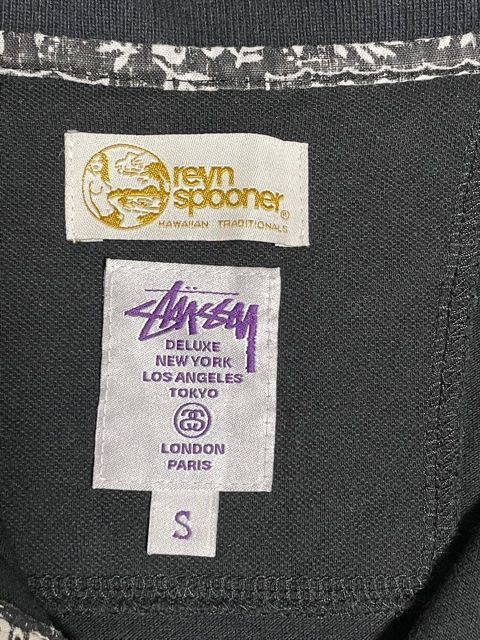 reyn
spooner®
HAWAIIAN TRADITIONALS
Stüssy
DELUXE
NEW YORK
LOS ANGELES
TOKYO
LONDON
PARIS
S